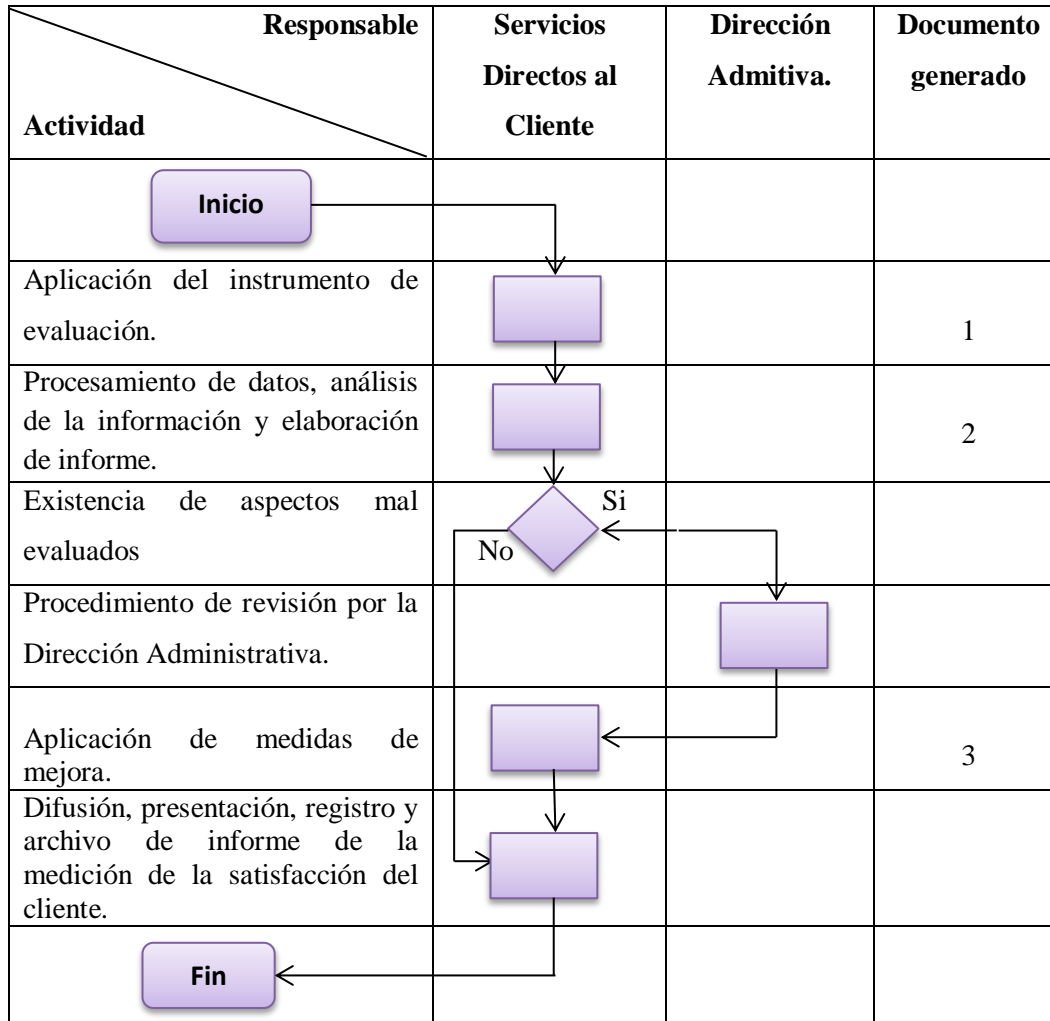 Responsable
Actividad
Servicios
Directos al
Cliente
Dirección
Admitiva.
Documento
generado
Inicio
Aplicación del instrumento de
evaluación.
1
Procesamiento de datos, análisis
de la información y elaboración
de informe.
2
Existencia de aspectos mal
evaluados
Si
No
Procedimiento de revisión por la
Dirección Administrativa.
Aplicación de medidas de
mejora.
3
Difusión, presentación, registro y
archivo de informe de la
medición de la satisfacción del
cliente.
Fin